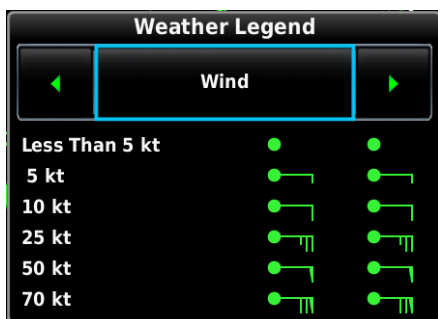 Weather Legend
Wind
Less Than 5 kt
5 kt
10 kt
25 kt
50 kt
70 kt